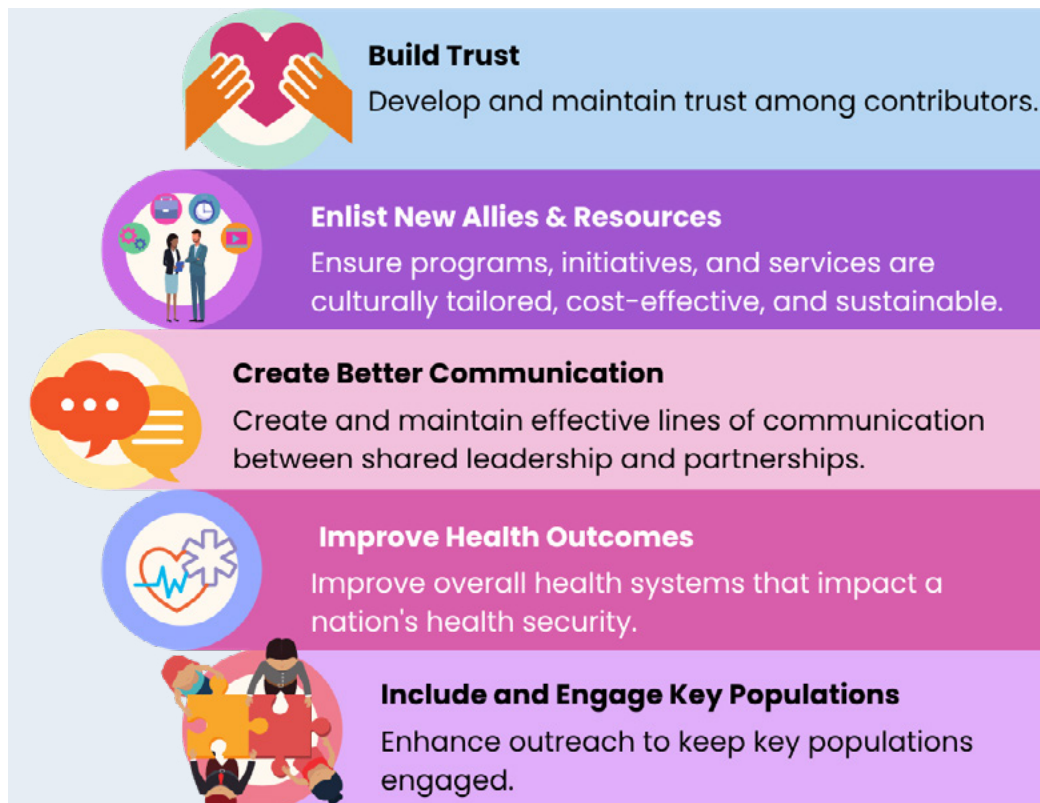 Build Trust
Develop and maintain trust among contributors.
Enlist New Allies & Resources
Ensure programs, initiatives, and services are
culturally tailored, cost-effective, and sustainable.
Create Better Communication
Create and maintain effective lines of communication
between shared leadership and partnerships.
Improve Health Outcomes
Improve overall health systems that impact a
nation's health security.
Include and Engage Key Populations
Enhance outreach to keep key populations
engaged.